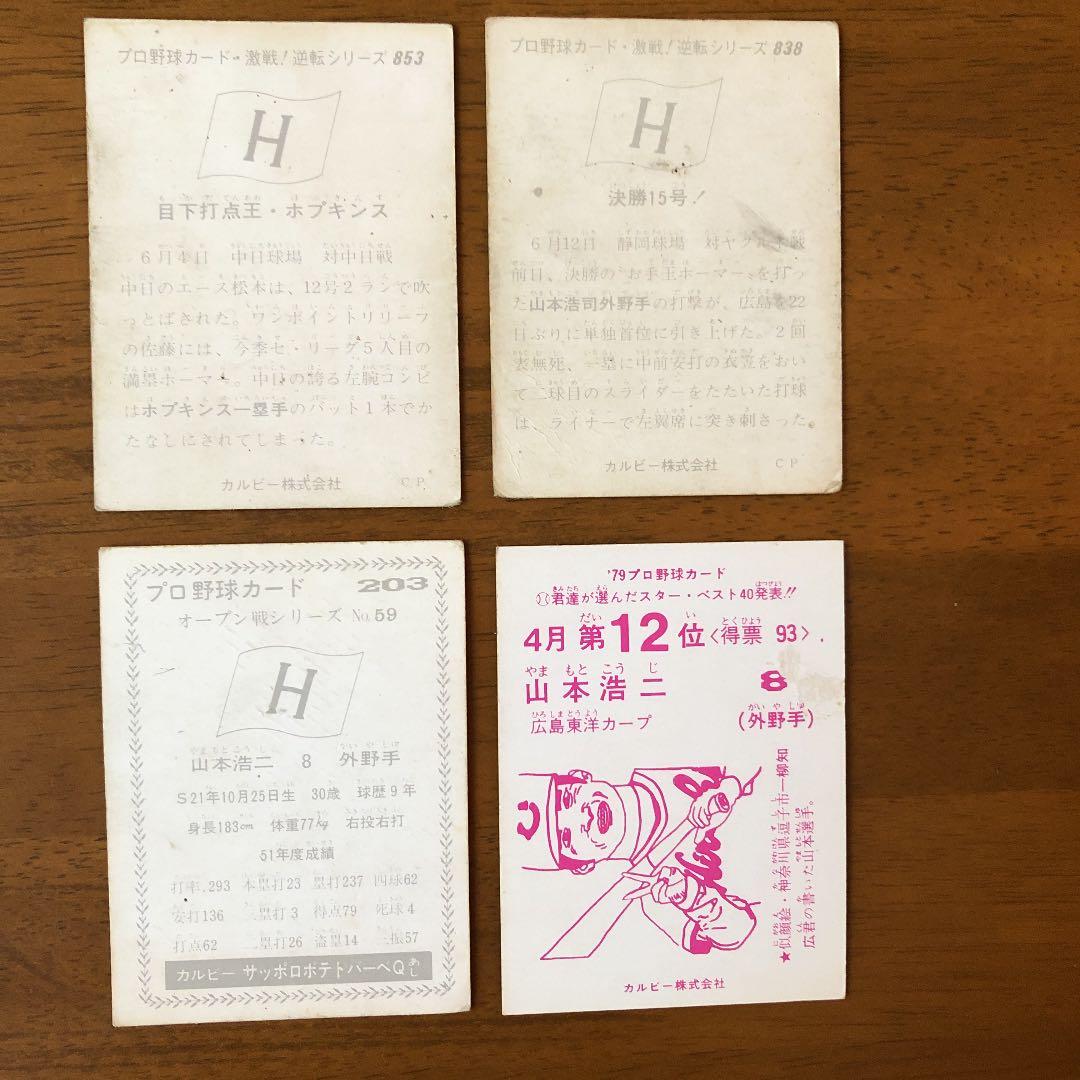 プロ野球カード・激戦！逆転シリーズ 853
H
目下打点王・ホプキンス
6月4日 中日球場 対中日戦
中日のエース松本は、12号2ランで吹
っとばされた。ワンポイントリリーフ
の佐藤には、今季セ・リーグ5人目の
満塁ホーマー。中日の誇る左腕コンビ
はホプキンス一塁手のバット1本でか
たなしにされてしまった。
カルビー株式会社 CP
プロ野球カード・激戦！逆転シリーズ 838
H
決勝15号！
6月12日 静岡球場 対ヤクルト戦
前日、決勝の“お手玉ホーマー”を打っ
た山本浩司外野手の打撃が、広島を22
日ぶりに単独首位に引き上げた。2回
表無死、一塁に中前安打の衣笠をおい
て二球目のスライダーをたたいた打球
は、ライナーで左翼席に突き刺さった
カルビー株式会社 CP
プロ野球カード 203
オープン戦シリーズ No.59
H
山本浩二 8 外野手
S21年10月25日生 30歳 球歴9年
身長183cm 体重77kg 右投右打
51年度成績
打率.293 本塁打23 塁打237 四球62
安打136 三塁打3 得点79 死球4
打点62 二塁打26 盗塁14 三振57
カルビー サッポロポテトバーベQあじ
'79プロ野球カード
君達が選んだスター・ベスト40発表!!
4月第12位〈得票 93〉
山本浩二 8
広島東洋カープ (外野手)
★似顔絵・神奈川県逗子市一柳知
広君の書いた山本選手。
カルビー株式会社